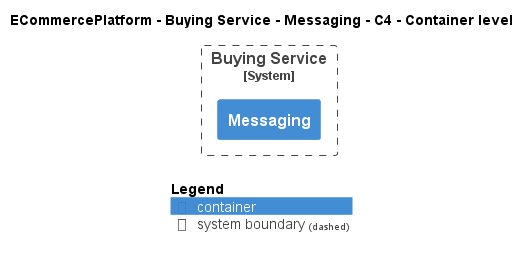 ECommercePlatform - Buying Service - Messaging - C4 - Container level
Buying Service
[System]
Messaging
Legend
container
system boundary (dashed)